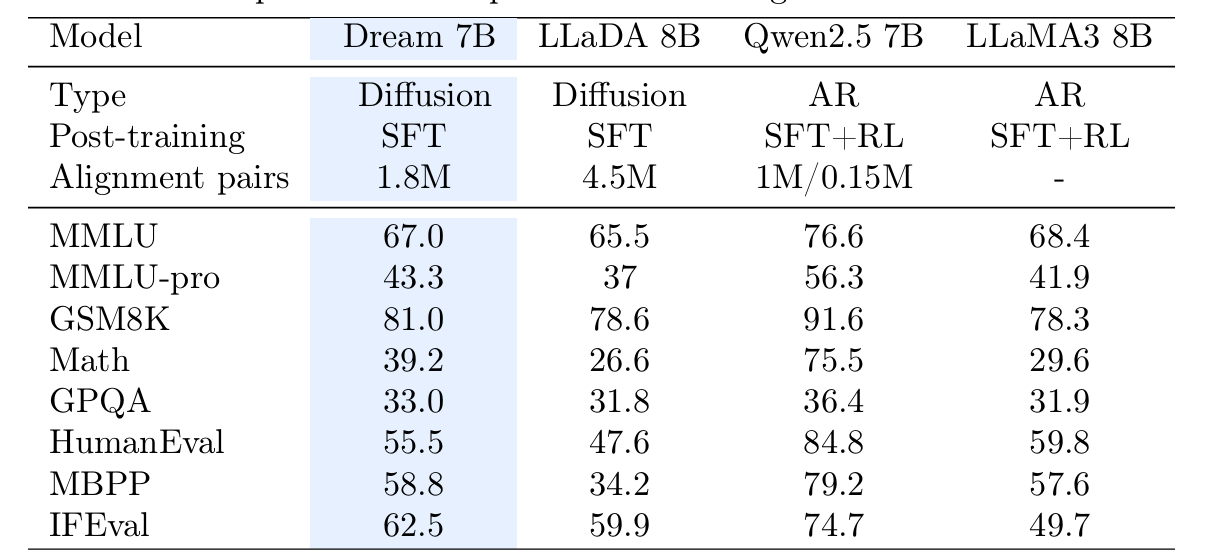 Model Dream 7B LLaDA 8B Qwen2.5 7B LLaMA3 8B
Type Diffusion Diffusion AR AR
Post-training SFT SFT SFT+RL SFT+RL
Alignment pairs 1.8M 4.5M 1M/0.15M -
MMLU 67.0 65.5 76.6 68.4
MMLU-pro 43.3 37 56.3 41.9
GSM8K 81.0 78.6 91.6 78.3
Math 39.2 26.6 75.5 29.6
GPQA 33.0 31.8 36.4 31.9
HumanEval 55.5 47.6 84.8 59.8
MBPP 58.8 34.2 79.2 57.6
IFEval 62.5 59.9 74.7 49.7